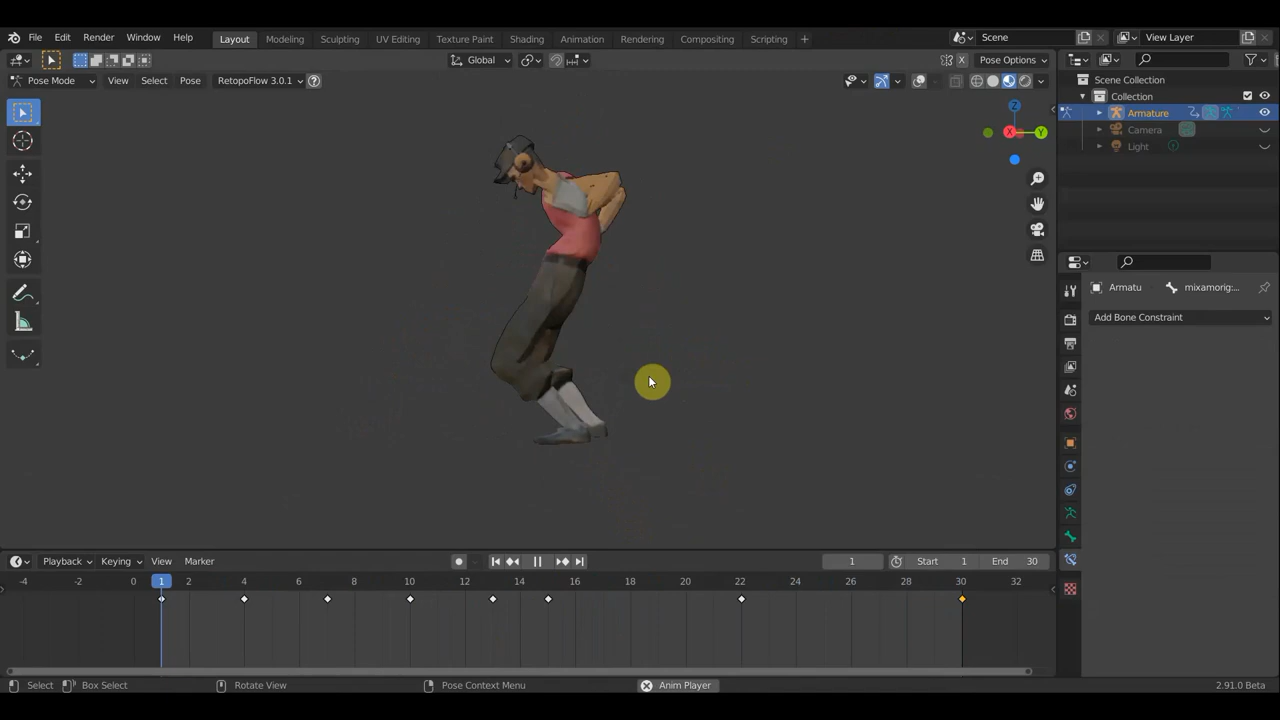 File Edit Render Window Help Layout Modeling Sculpting UV Editing Texture Paint Shading Animation Rendering Compositing Scripting + Scene View Layer
Global X Pose Options
Pose Mode View Select Pose RetopoFlow 3.0.1 Scene Collection
Collection
Armature
Camera
Light
Z
X Y
Armatu mixamorig:...
Add Bone Constraint
Playback Keying View Marker 1 Start 1 End 30
-4 -2 0 1 2 4 6 8 10 12 14 16 18 20 22 24 26 28 30 32
Select Box Select Rotate View Pose Context Menu Anim Player 2.91.0 Beta